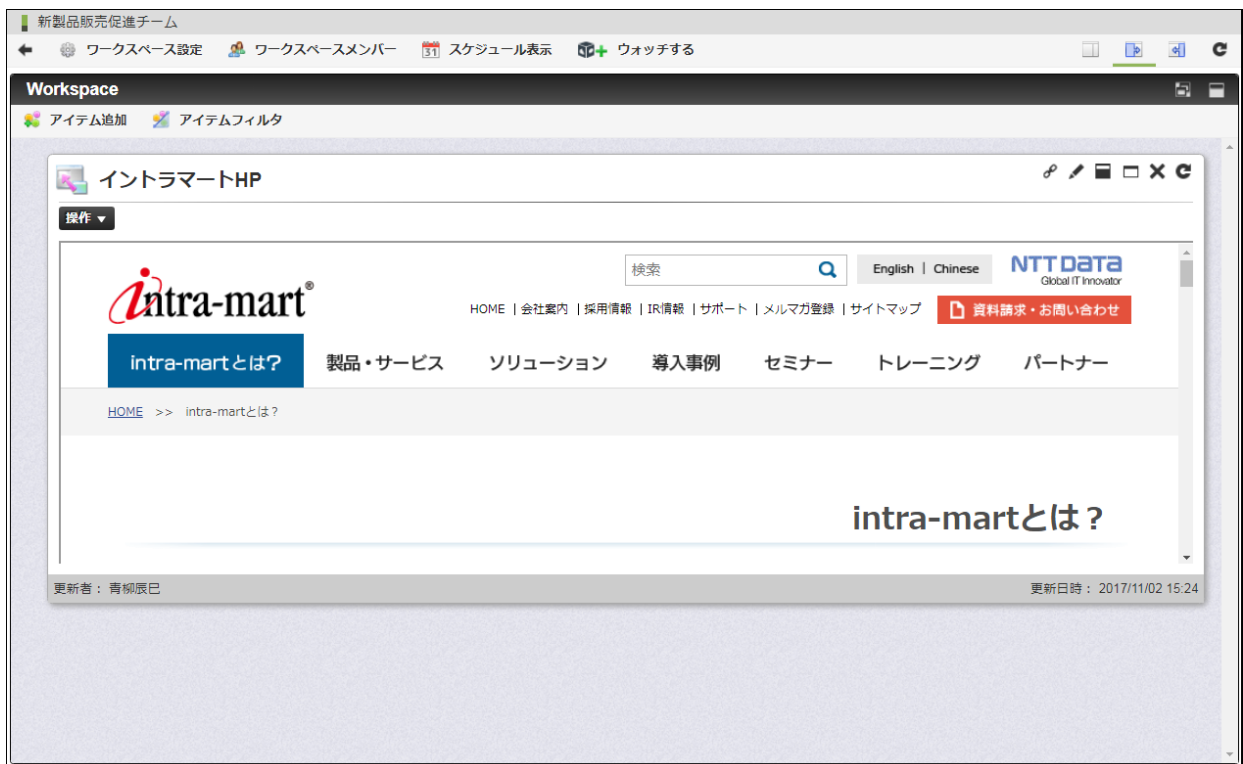 新製品販売促進チーム
ワークスペース設定 ワークスペースメンバー 31 スケジュール表示 ウォッチする
Workspace
アイテム追加 アイテムフィルタ
イントラマートHP
操作 ▼
検索 English | Chinese NTT DATA
Global IT Innovator
intra-mart®
HOME | 会社案内 | 採用情報 | IR情報 | サポート | メルマガ登録 | サイトマップ 資料請求・お問い合わせ
intra-martとは? 製品・サービス ソリューション 導入事例 セミナー トレーニング パートナー
HOME >> intra-martとは?
intra-martとは?
更新者: 青柳辰巳 更新日時: 2017/11/02 15:24